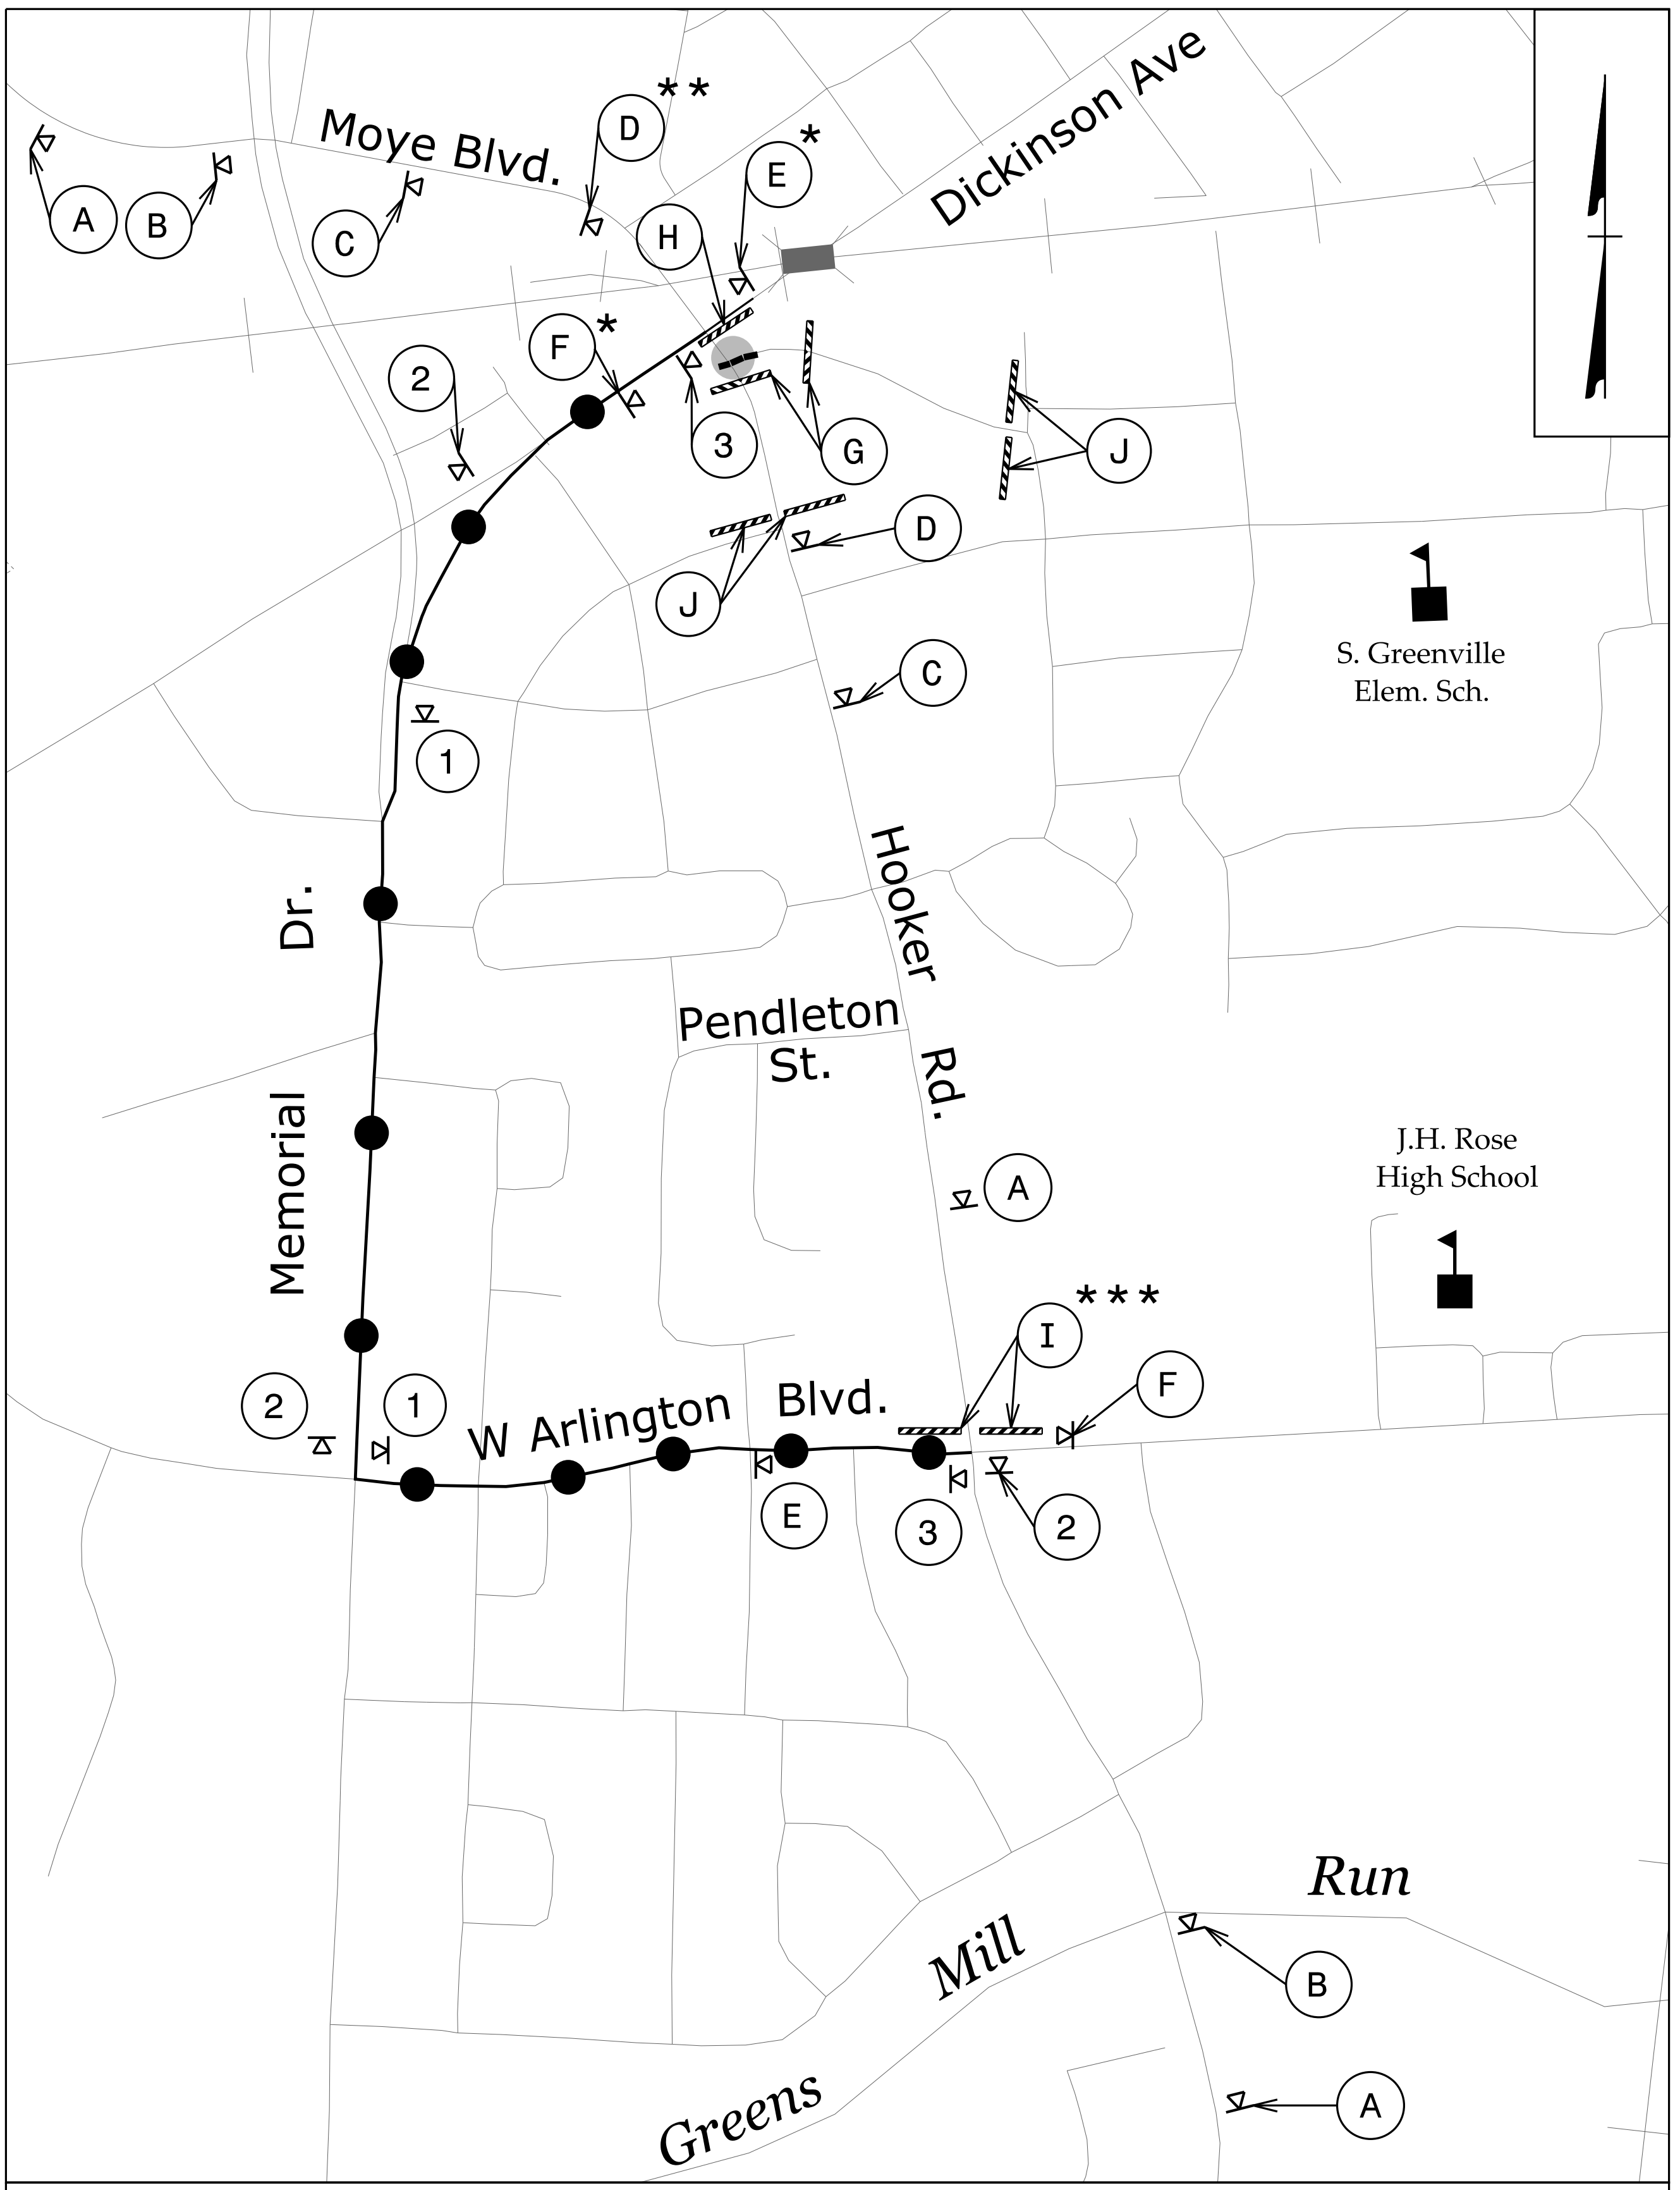 Moye Blvd.
D
**
E
*
Dickinson Ave
A
B
C
H
F
*
2
3
G
J
D
J
C
S. Greenville
Elem. Sch.
1
Hooker
Rd.
Dr.
Memorial
Pendleton
St.
A
J.H. Rose
High School
I
***
F
2
1
W Arlington Blvd.
E
3
2
Greens Mill Run
B
A